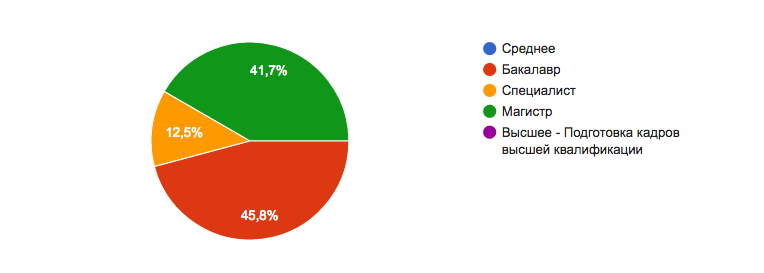 41,7%
12,5%
45,8%
Среднее
Бакалавр
Специалист
Магистр
Высшее - Подготовка кадров
высшей квалификации